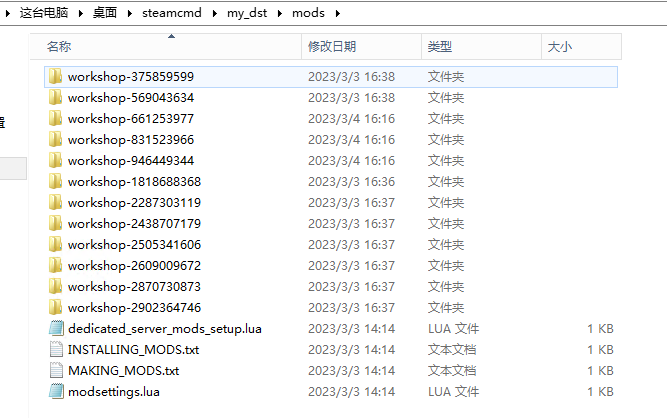 这台电脑 桌面 steamcmd my_dst mods
名称 修改日期 类型 大小
workshop-375859599 2023/3/3 16:38 文件夹
workshop-569043634 2023/3/3 16:38 文件夹
workshop-661253977 2023/3/4 16:16 文件夹
workshop-831523966 2023/3/4 16:16 文件夹
workshop-946449344 2023/3/4 16:16 文件夹
workshop-1818688368 2023/3/3 16:36 文件夹
workshop-2287303119 2023/3/3 16:37 文件夹
workshop-2438707179 2023/3/3 16:37 文件夹
workshop-2505341606 2023/3/3 16:37 文件夹
workshop-2609009672 2023/3/3 16:37 文件夹
workshop-2870730873 2023/3/3 16:37 文件夹
workshop-2902364746 2023/3/3 16:37 文件夹
dedicated_server_mods_setup.lua 2023/3/3 14:14 LUA 文件 1 KB
INSTALLING_MODS.txt 2023/3/3 14:14 文本文档 1 KB
MAKING_MODS.txt 2023/3/3 14:14 文本文档 1 KB
modsettings.lua 2023/3/3 14:14 LUA 文件 1 KB